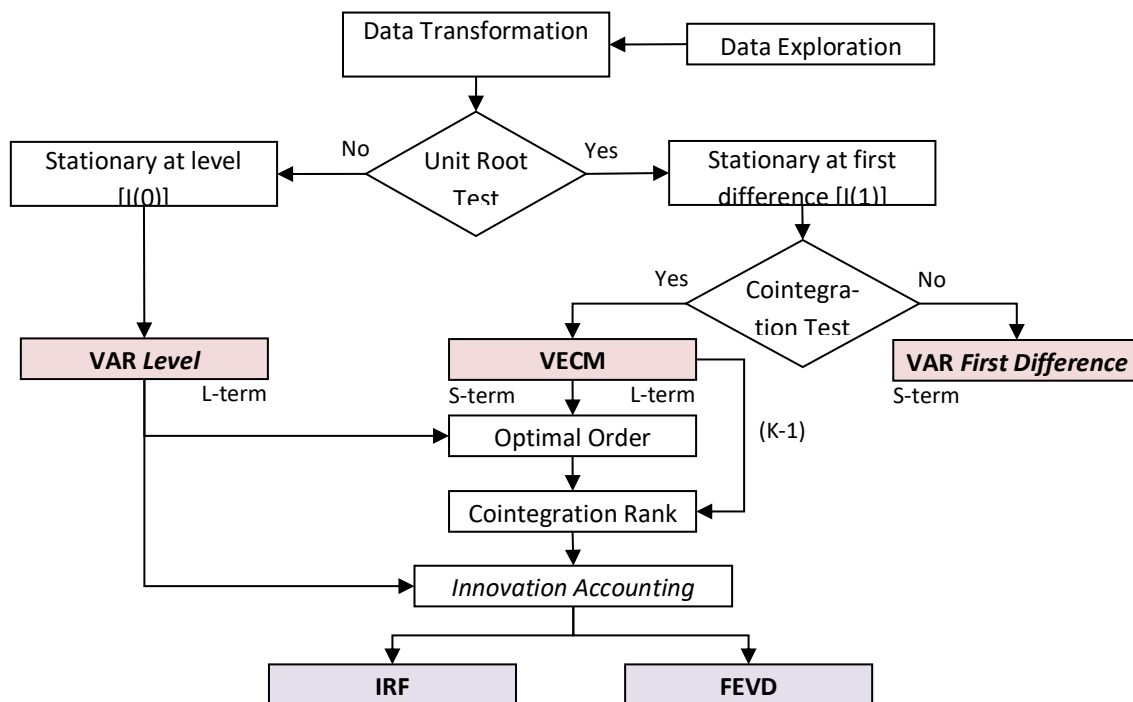 Data Transformation
Data Exploration
No
Unit Root
Test
Yes
Stationary at level
[I(0)]
Stationary at first
difference [I(1)]
Yes
Cointegra-
tion Test
No
VAR Level
L-term
VECM
S-term
L-term
VAR First Difference
S-term
Optimal Order
(K-1)
Cointegration Rank
Innovation Accounting
IRF
FEVD